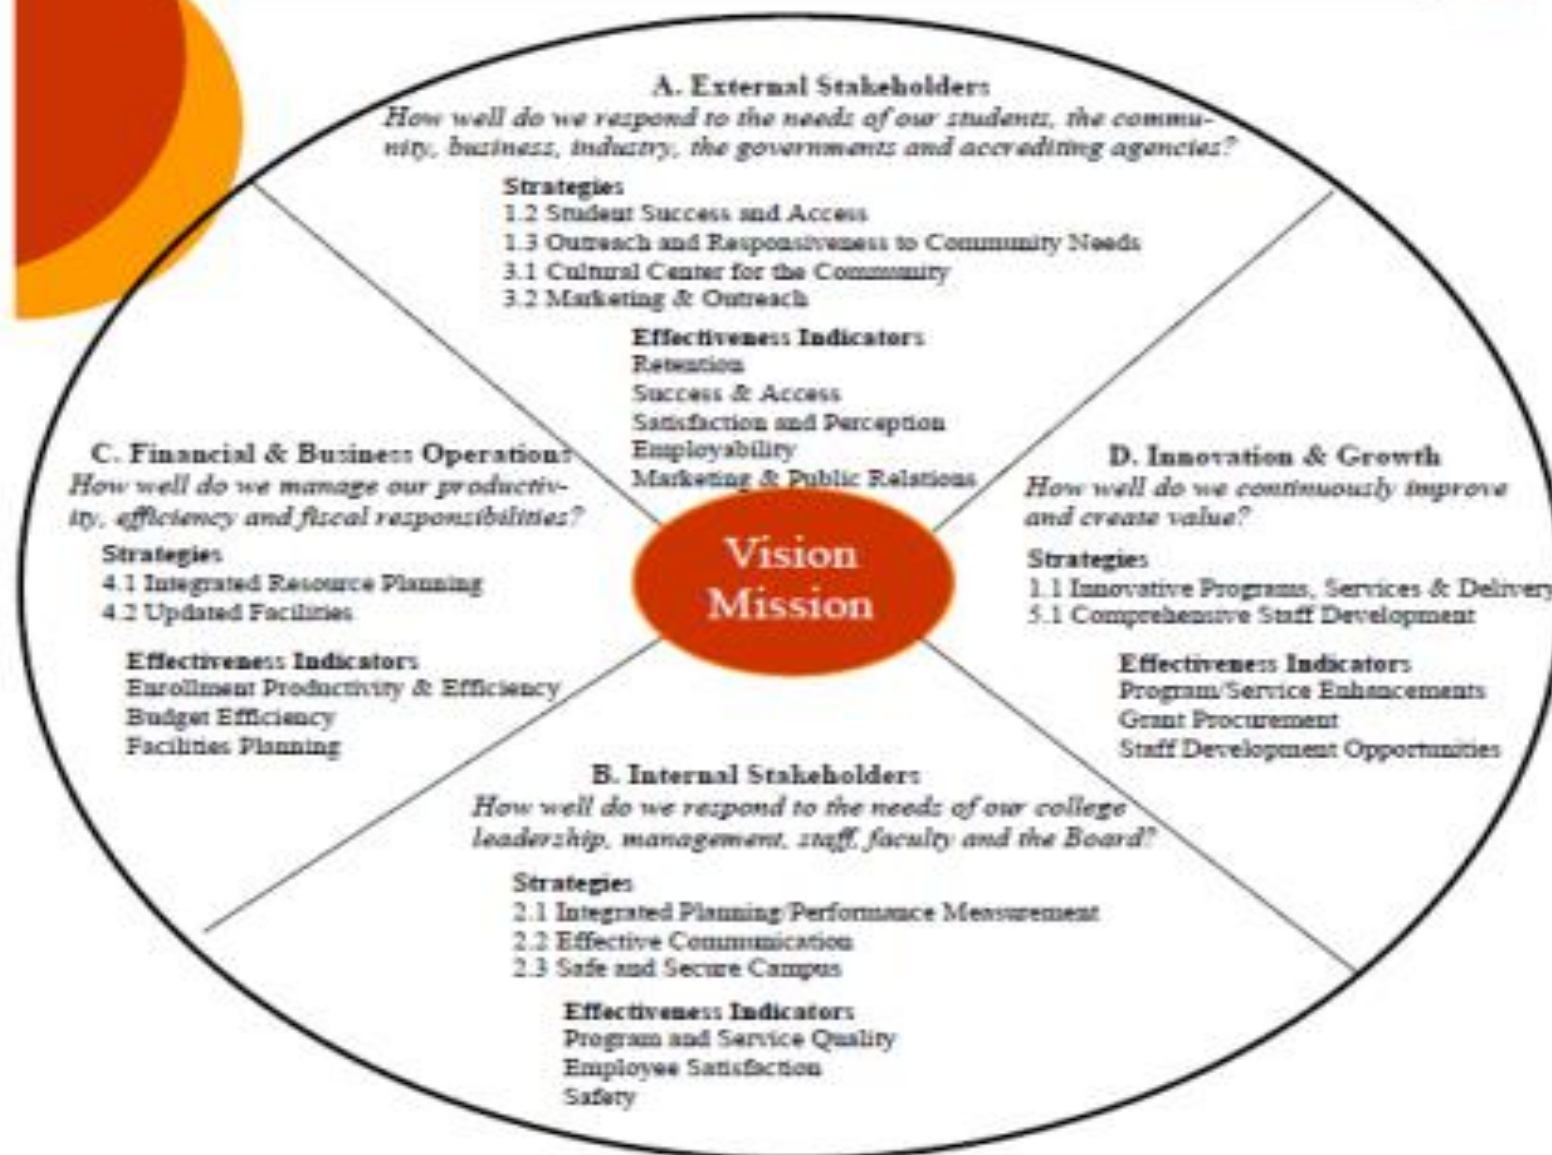 A. External Stakeholders
How well do we respond to the needs of our students, the commu-
nity, business, industry, the governments and accrediting agencies?
Strategies
1.2 Student Success and Access
1.3 Outreach and Responsiveness to Community Needs
3.1 Cultural Center for the Community
3.2 Marketing & Outreach
Effectiveness Indicators
Retention
Success & Access
Satisfaction and Perception
Employability
Marketing & Public Relations
C. Financial & Business Operations
How well do we manage our productiv-
ity, efficiency and fiscal responsibilities?
Strategies
4.1 Integrated Resource Planning
4.2 Updated Facilities
Effectiveness Indicators
Enrollment Productivity & Efficiency
Budget Efficiency
Facilities Planning
Vision
Mission
D. Innovation & Growth
How well do we continuously improve
and create value?
Strategies
1.1 Innovative Programs, Services & Delivery
5.1 Comprehensive Staff Development
Effectiveness Indicators
Program/Service Enhancements
Grant Procurement
Staff Development Opportunities
B. Internal Stakeholders
How well do we respond to the needs of our college
leadership, management, staff, faculty and the Board?
Strategies
2.1 Integrated Planning/Performance Measurement
2.2 Effective Communication
2.3 Safe and Secure Campus
Effectiveness Indicators
Program and Service Quality
Employee Satisfaction
Safety